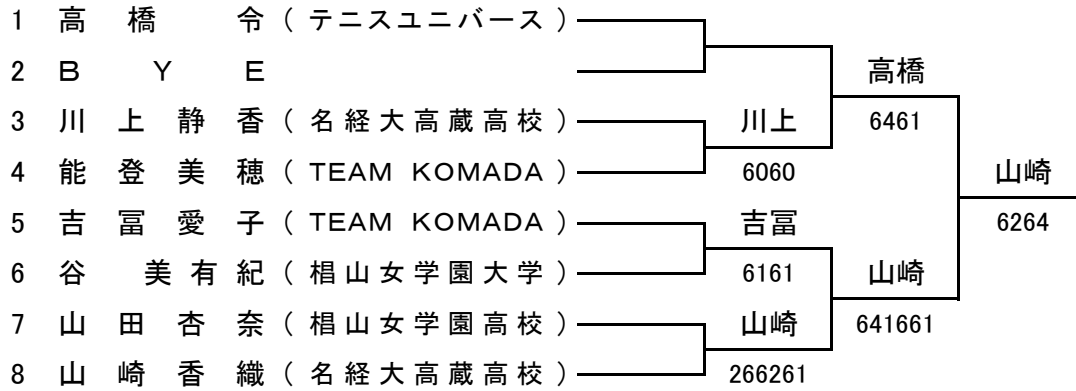 1 高 橋 令 ( テニスユニバース )
2 B Y E
高橋
3 川 上 静 香 ( 名 経 大 高 蔵 高 校 )
川上
6461
4 能 登 美 穂 ( TEAM KOMADA )
6060
山崎
5 吉 冨 愛 子 ( TEAM KOMADA )
吉冨
6264
6 谷 美 有 紀 ( 椙 山 女 学 園 大 学 )
6161
山崎
7 山 田 杏 奈 ( 椙 山 女 学 園 高 校 )
山崎
641661
8 山 崎 香 織 ( 名 経 大 高 蔵 高 校 )
266261